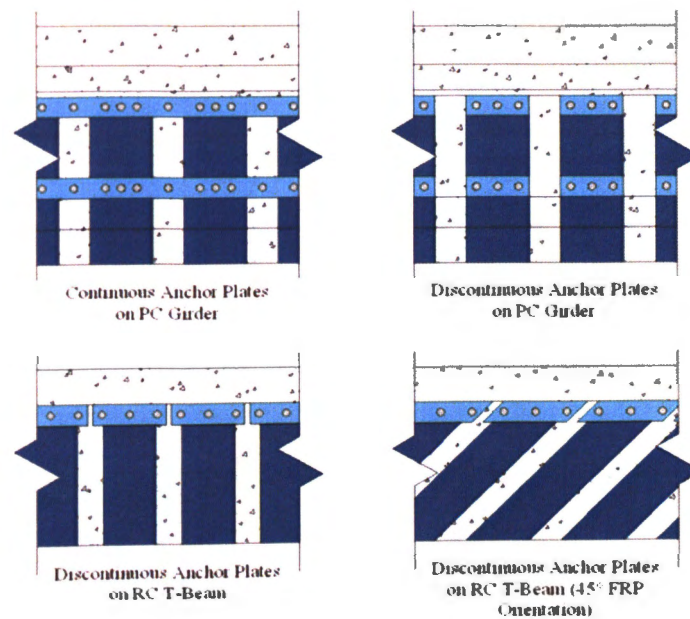 Continuous Anchor Plates
on PC Girder
Discontinuous Anchor Plates
on PC Girder
Discontinuous Anchor Plates
on RC T-Beam
Discontinuous Anchor Plates
on RC T-Beam (45° FRP
Orientation)